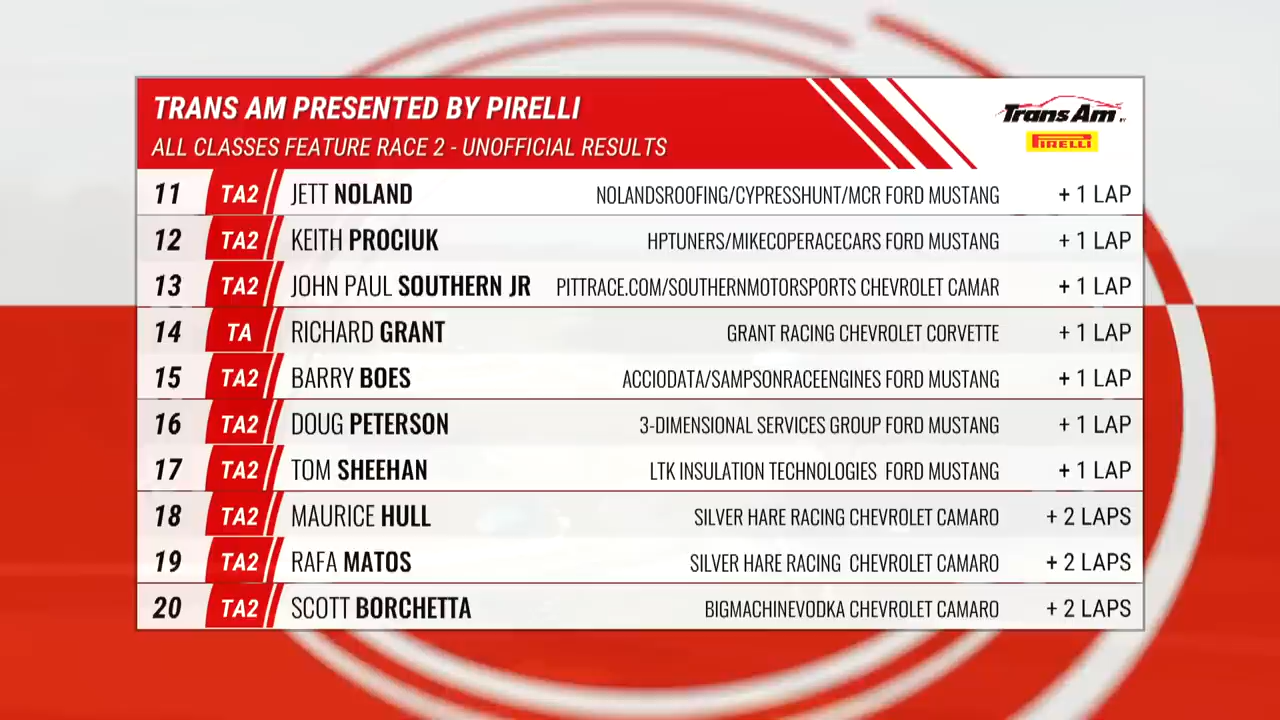 TRANS AM PRESENTED BY PIRELLI
ALL CLASSES FEATURE RACE 2 - UNOFFICIAL RESULTS
Trans Am BY
PIRELLI
11 TA2 JETT NOLAND NOLANDSROOFING/CYPRESSHUNT/MCR FORD MUSTANG + 1 LAP
12 TA2 KEITH PROCIUK HPTUNERS/MIKECOPERACECARS FORD MUSTANG + 1 LAP
13 TA2 JOHN PAUL SOUTHERN JR PITTRACE.COM/SOUTHERNMOTORSPORTS CHEVROLET CAMAR + 1 LAP
14 TA RICHARD GRANT GRANT RACING CHEVROLET CORVETTE + 1 LAP
15 TA2 BARRY BOES ACCIODATA/SAMPSONRACEENGINES FORD MUSTANG + 1 LAP
16 TA2 DOUG PETERSON 3-DIMENSIONAL SERVICES GROUP FORD MUSTANG + 1 LAP
17 TA2 TOM SHEEHAN LTK INSULATION TECHNOLOGIES FORD MUSTANG + 1 LAP
18 TA2 MAURICE HULL SILVER HARE RACING CHEVROLET CAMARO + 2 LAPS
19 TA2 RAFA MATOS SILVER HARE RACING CHEVROLET CAMARO + 2 LAPS
20 TA2 SCOTT BORCHETTA BIGMACHINEVODKA CHEVROLET CAMARO + 2 LAPS